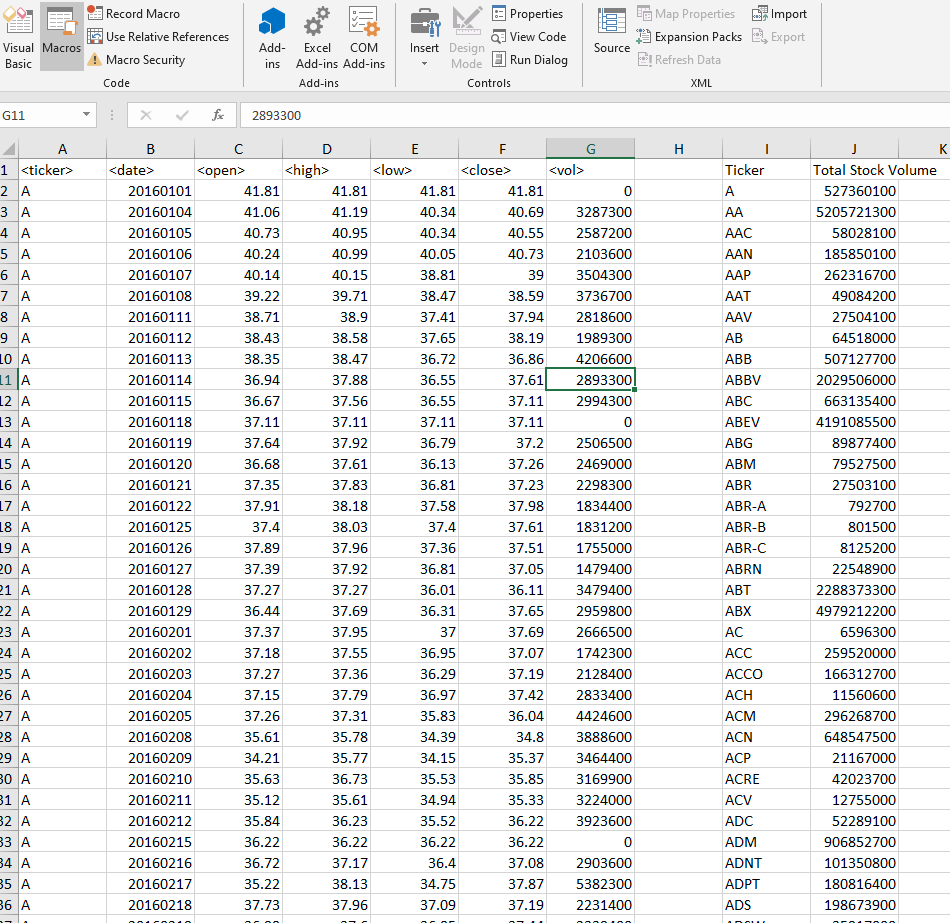 Record Macro Properties Map Properties Import
Use Relative References View Code Expansion Packs Export
Macro Security Run Dialog Refresh Data
Visual Basic Macros Add-ins Excel Add-ins COM Add-ins Insert Design Mode Source
Code Add-ins Controls XML
G11 fx 2893300
A B C D E F G H I J K
1 <ticker> <date> <open> <high> <low> <close> <vol> Ticker Total Stock Volume
2 A 20160101 41.81 41.81 41.81 41.81 0 A 527360100
3 A 20160104 41.06 41.19 40.34 40.69 3287300 AA 5205721300
4 A 20160105 40.73 40.95 40.34 40.55 2587200 AAC 58028100
5 A 20160106 40.24 40.99 40.05 40.73 2103600 AAN 185850100
6 A 20160107 40.14 40.15 38.81 39 3504300 AAP 262316700
7 A 20160108 39.22 39.71 38.47 38.59 3736700 AAT 49084200
8 A 20160111 38.71 38.9 37.41 37.94 2818600 AAV 27504100
9 A 20160112 38.43 38.58 37.65 38.19 1989300 AB 64518000
10 A 20160113 38.35 38.47 36.72 36.86 4206600 ABB 507127700
11 A 20160114 36.94 37.88 36.55 37.61 2893300 ABBV 2029506000
12 A 20160115 36.67 37.56 36.55 37.11 2994300 ABC 663135400
13 A 20160118 37.11 37.11 37.11 37.11 0 ABEV 4191085500
14 A 20160119 37.64 37.92 36.79 37.2 2506500 ABG 89877400
15 A 20160120 36.68 37.61 36.13 37.26 2469000 ABM 79527500
16 A 20160121 37.35 37.83 36.81 37.23 2298300 ABR 27503100
17 A 20160122 37.91 38.18 37.58 37.98 1834400 ABR-A 792700
18 A 20160125 37.4 38.03 37.4 37.61 1831200 ABR-B 801500
19 A 20160126 37.89 37.96 37.36 37.51 1755000 ABR-C 8125200
20 A 20160127 37.39 37.92 36.81 37.05 1479400 ABRN 22548900
21 A 20160128 37.27 37.27 36.01 36.11 3479400 ABT 2288373300
22 A 20160129 36.44 37.69 36.31 37.65 2959800 ABX 4979212200
23 A 20160201 37.37 37.95 37 37.69 2666500 AC 6596300
24 A 20160202 37.18 37.55 36.95 37.07 1742300 ACC 259520000
25 A 20160203 37.27 37.36 36.29 37.19 2128400 ACCO 166312700
26 A 20160204 37.15 37.79 36.97 37.42 2833400 ACH 11560600
27 A 20160205 37.26 37.31 35.83 36.04 4424600 ACM 296268700
28 A 20160208 35.61 35.78 34.39 34.8 3888600 ACN 648547500
29 A 20160209 34.21 35.77 34.15 35.37 3464400 ACP 21167000
30 A 20160210 35.63 36.73 35.53 35.85 3169900 ACRE 42023700
31 A 20160211 35.12 35.61 34.94 35.33 3224000 ACV 12755000
32 A 20160212 35.84 36.23 35.52 36.22 3923600 ADC 52289100
33 A 20160215 36.22 36.22 36.22 36.22 0 ADM 906852700
34 A 20160216 36.72 37.17 36.4 37.08 2903600 ADNT 101350800
35 A 20160217 35.22 38.13 34.75 37.87 5382300 ADPT 180816400
36 A 20160218 37.73 37.96 37.09 37.19 2231400 ADS 198673900